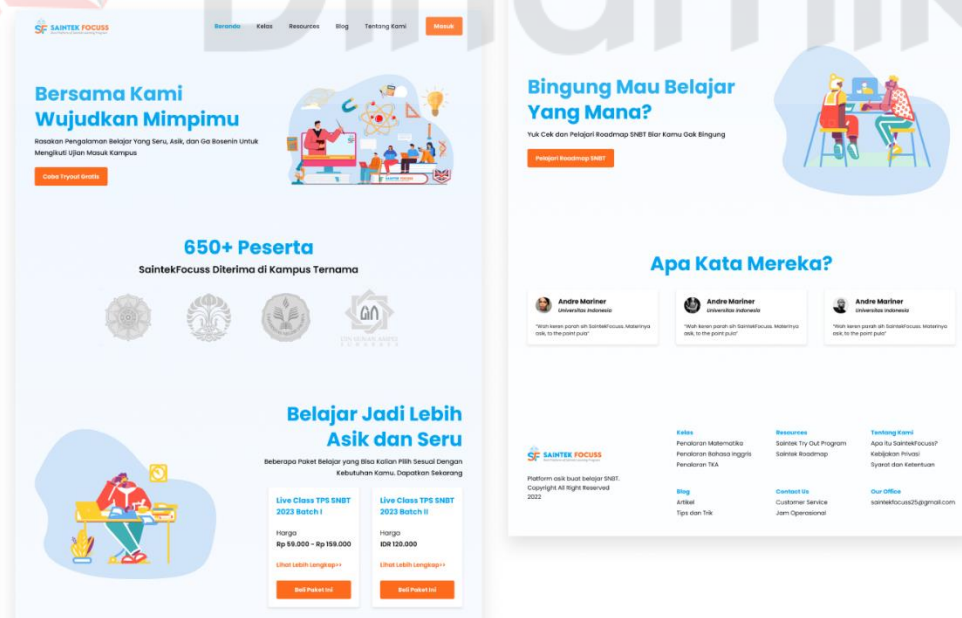 SAINTEK FOCUSS
Beranda Kelas Resources Blog Tentang Kami Masuk
Bersama Kami
Wujudkan Mimpimu
Rasakan Pengalaman Belajar Yang Seru, Asik, dan Ga Bosenin Untuk
Mengikuti Ujian Masuk Kampus
Coba Tryout Gratis
650+ Peserta
SaintekFocuss Diterima di Kampus Ternama
UIN SUNAN AMPEL
SURABAYA
Belajar Jadi Lebih
Asik dan Seru
Beberapa Paket Belajar yang Bisa Kalian Pilih Sesuai Dengan
Kebutuhan Kamu. Dapatkan Sekarang
Live Class TPS SNBT
2023 Batch I
Harga
Rp 59.000 - Rp 159.000
Lihat Lebih Lengkap>>
Beli Paket Ini
Live Class TPS SNBT
2023 Batch II
Harga
IDR 120.000
Lihat Lebih Lengkap>>
Beli Paket Ini
Bingung Mau Belajar
Yang Mana?
Yuk Cek dan Pelajari Roadmap SNBT Biar Kamu Gak Bingung
Pelajari Roadmap SNBT
Apa Kata Mereka?
Andre Mariner
Universitas Indonesia
"Wah keren parah sih SaintekFocuss. Materinya
asik, to the point pula"
Andre Mariner
Universitas Indonesia
"Wah keren parah sih SaintekFocuss. Materinya
asik, to the point pula"
Andre Mariner
Universitas Indonesia
"Wah keren parah sih SaintekFocuss. Materinya
asik, to the point pula"
SAINTEK FOCUSS
Platform asik buat belajar SNBT.
Copyright All Right Reserved
2022
Kelas
Penalaran Matematika
Penalaran Bahasa Inggris
Penalaran TKA
Resources
Saintek Try Out Program
Saintek Roadmap
Tentang Kami
Apa Itu SaintekFocuss?
Kebijakan Privasi
Syarat dan Ketentuan
Blog
Artikel
Tips dan Trik
Contact Us
Customer Service
Jam Operasional
Our Office
saintekfocuss25@gmail.com